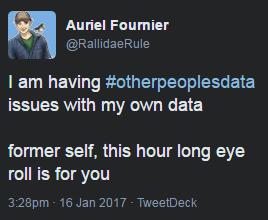 Auriel Fournier
@RallidaeRule
I am having #otherpeoplesdata
issues with my own data
former self, this hour long eye
roll is for you
3:28pm · 16 Jan 2017 · TweetDeck